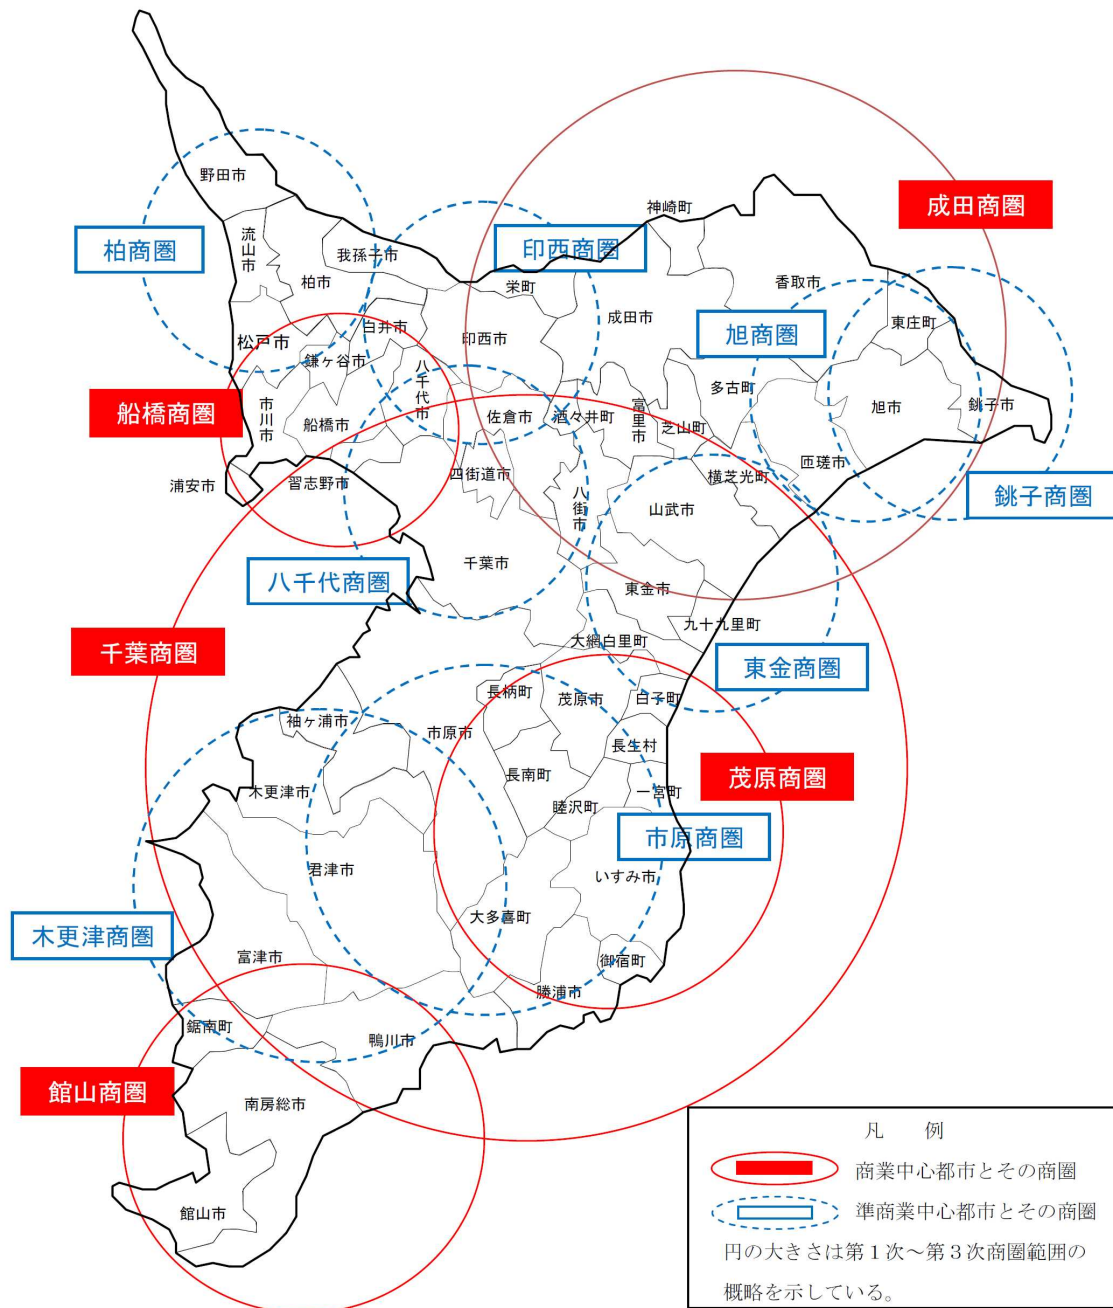 野田市
神崎町
成田商圏
柏商圏
流山市
我孫子市
印西商圏
柏市
栄町
香取市
成田市
東庄町
松戸市
白井市
印西市
旭商圏
鎌ヶ谷市
八千代市
多古町
船橋商圏
市川市
船橋市
佐倉市
酒々井町
富里市
芝山町
旭市
銚子市
浦安市
習志野市
四街道市
八街市
横芝光町
匝瑳市
山武市
銚子商圏
八千代商圏
千葉市
東金市
九十九里町
千葉商圏
大網白里町
東金商圏
長柄町
茂原市
白子町
袖ヶ浦市
市原市
長生村
長南町
茂原商圏
木更津市
睦沢町
一宮町
市原商圏
君津市
いすみ市
大多喜町
木更津商圏
富津市
御宿町
勝浦市
鋸南町
鴨川市
館山商圏
南房総市
館山市
凡　例
商業中心都市とその商圏
準商業中心都市とその商圏
円の大きさは第１次～第３次商圏範囲の
概略を示している。